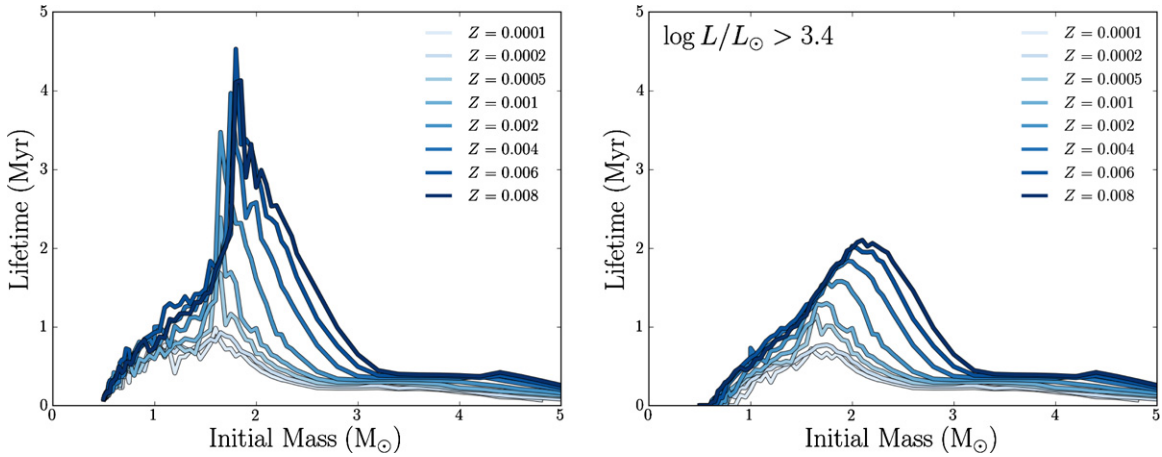 5
4
3
2
1
0
Lifetime (Myr)
0 1 2 3 4 5
Initial Mass (M⊙)
Z = 0.0001
Z = 0.0002
Z = 0.0005
Z = 0.001
Z = 0.002
Z = 0.004
Z = 0.006
Z = 0.008
log L/L⊙ > 3.4
5
4
3
2
1
0
Lifetime (Myr)
0 1 2 3 4 5
Initial Mass (M⊙)
Z = 0.0001
Z = 0.0002
Z = 0.0005
Z = 0.001
Z = 0.002
Z = 0.004
Z = 0.006
Z = 0.008